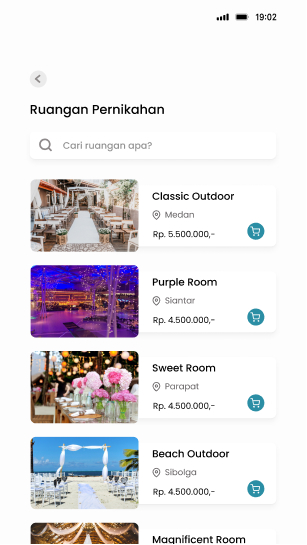 19:02
Ruangan Pernikahan
Cari ruangan apa?
Classic Outdoor
Medan
Rp. 5.500.000,-
Purple Room
Siantar
Rp. 4.500.000,-
Sweet Room
Parapat
Rp. 4.500.000,-
Beach Outdoor
Sibolga
Rp. 4.500.000,-
Magnificent Room